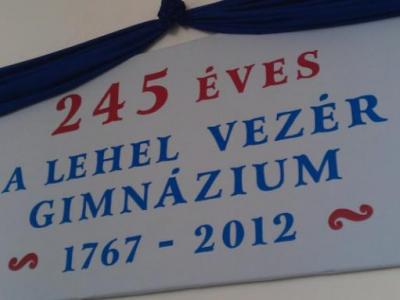 245 ÉVES
A LEHEL VEZÉR
GIMNÁZIUM
1767 - 2012